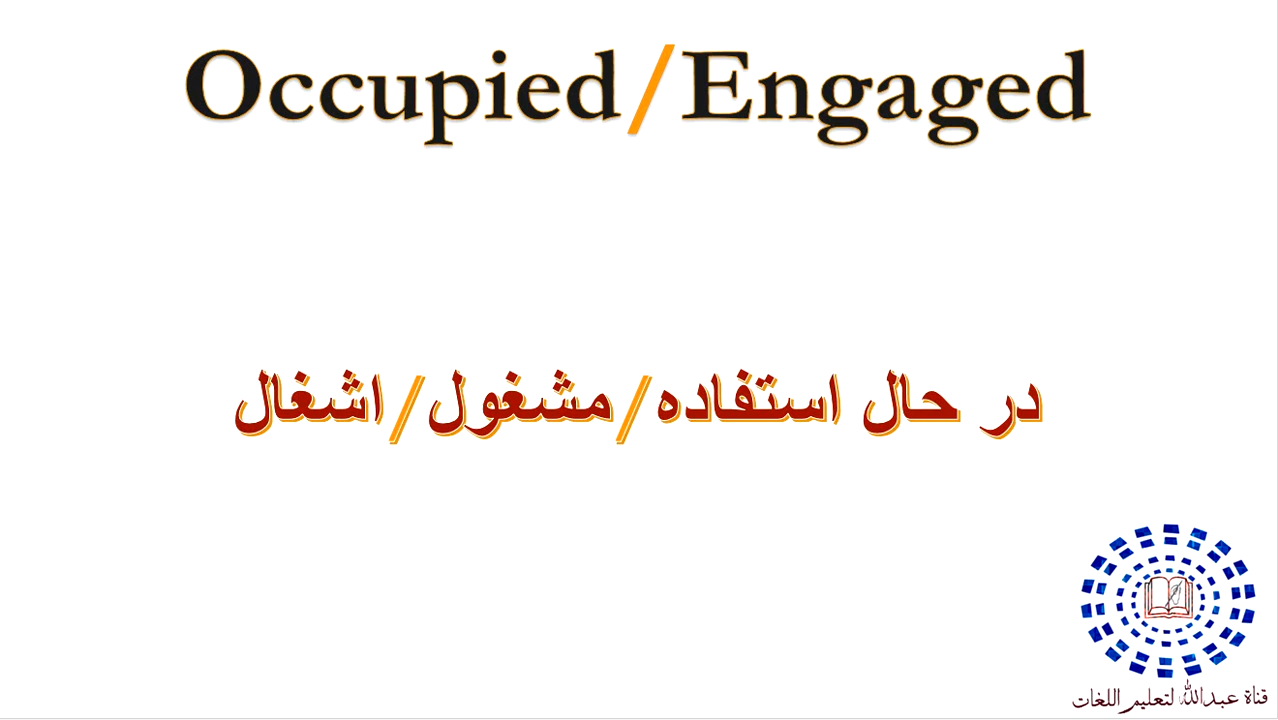 Occupied/Engaged
در حال استفاده/مشغول/اشغال
قناة عبدالله لتعليم اللغات